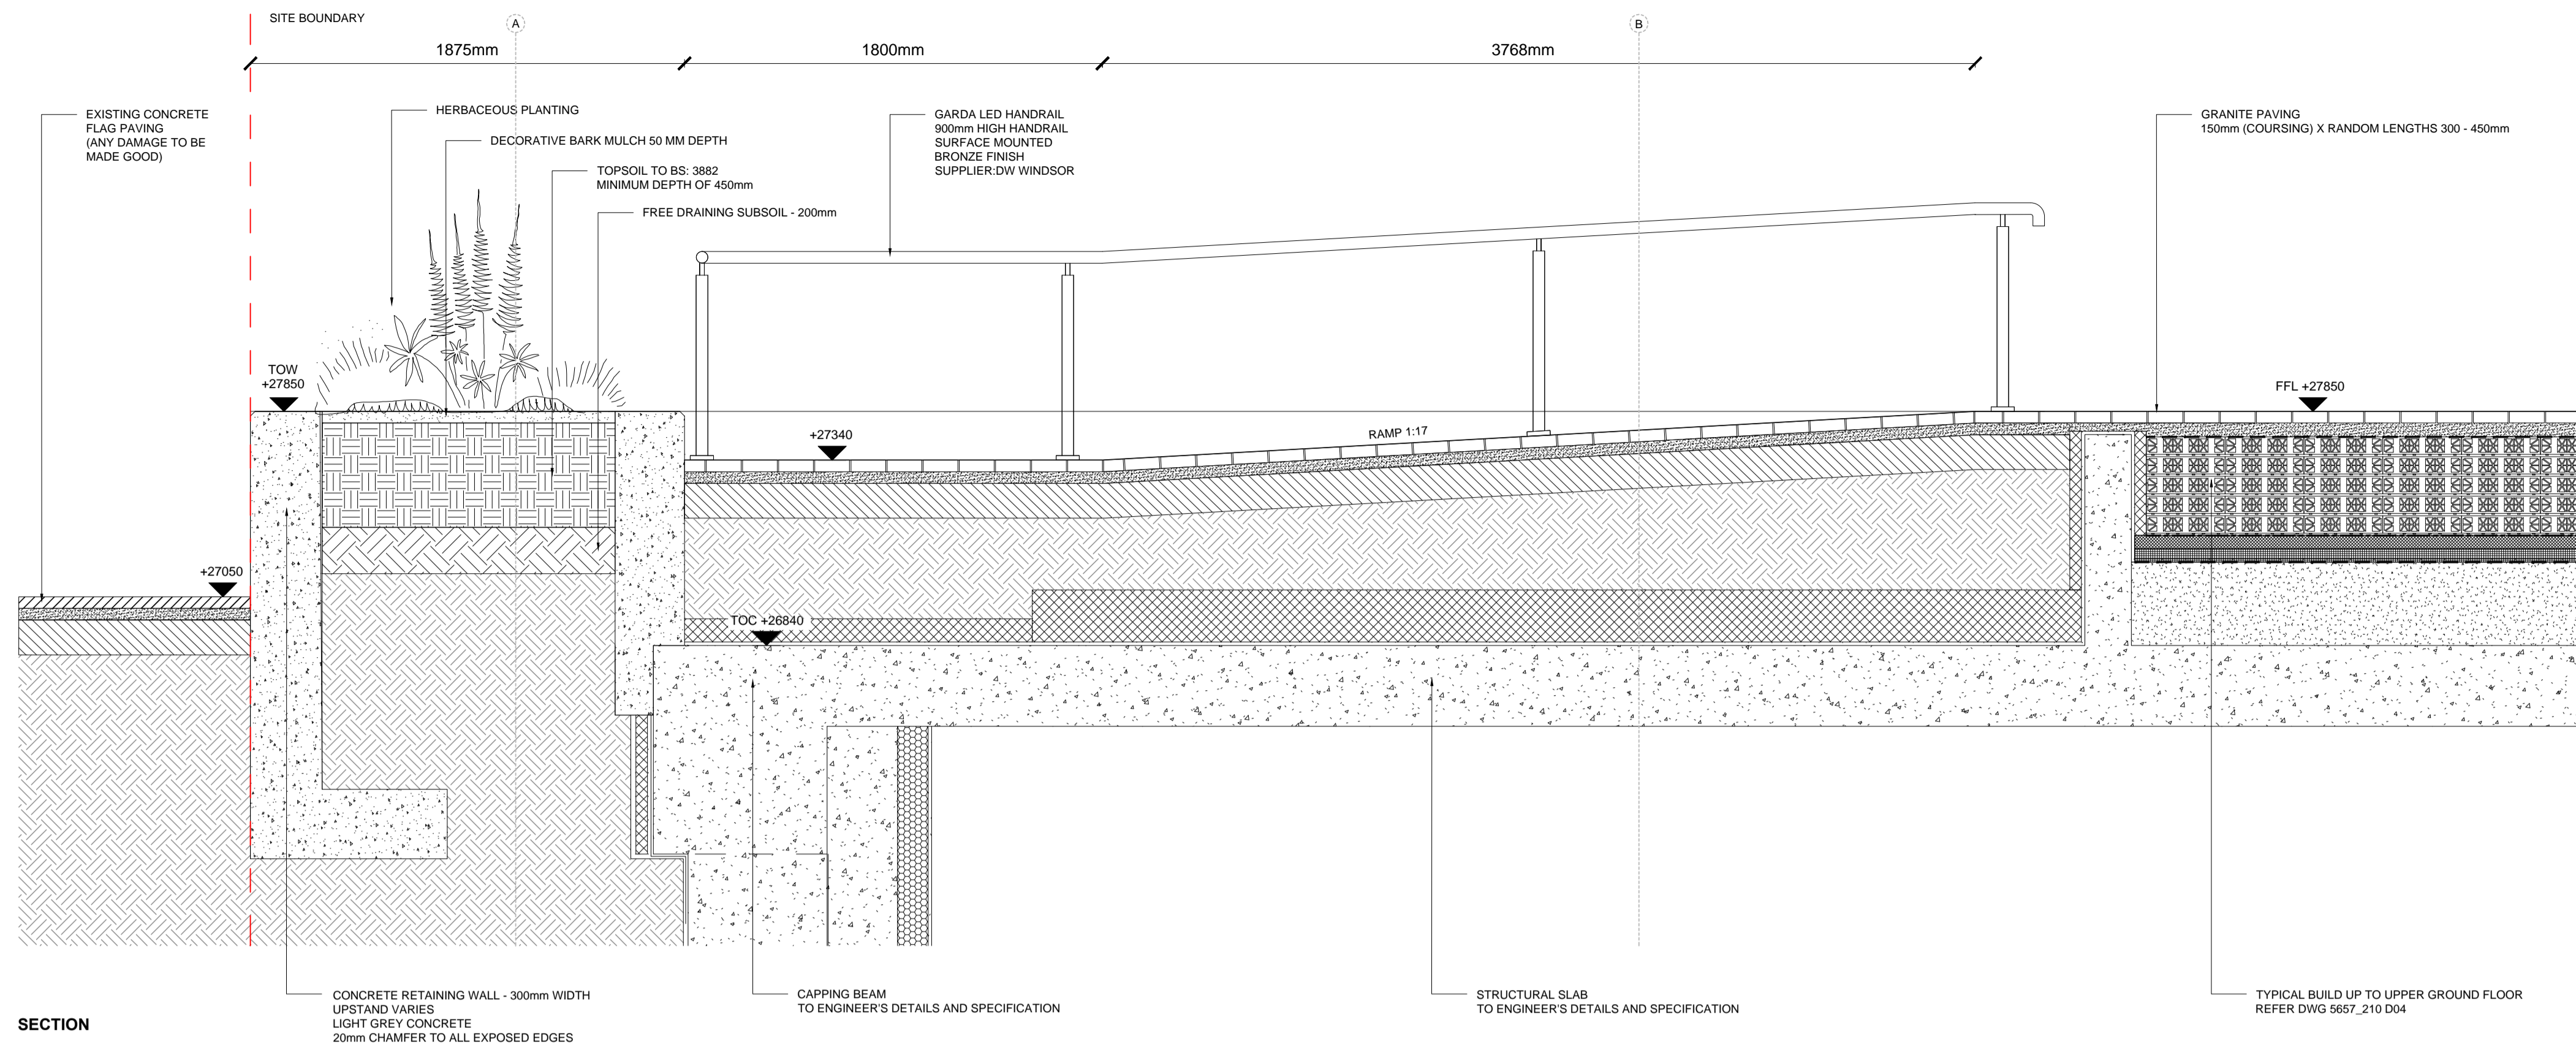 SITE BOUNDARY
A
B
1875mm
1800mm
3768mm
EXISTING CONCRETE
FLAG PAVING
(ANY DAMAGE TO BE
MADE GOOD)
HERBACEOUS PLANTING
DECORATIVE BARK MULCH 50 MM DEPTH
TOPSOIL TO BS: 3882
MINIMUM DEPTH OF 450mm
FREE DRAINING SUBSOIL - 200mm
GARDA LED HANDRAIL
900mm HIGH HANDRAIL
SURFACE MOUNTED
BRONZE FINISH
SUPPLIER:DW WINDSOR
GRANITE PAVING
150mm (COURSING) X RANDOM LENGTHS 300 - 450mm
TOW
+27850
FFL +27850
+27340
RAMP 1:17
+27050
TOC +26840
CONCRETE RETAINING WALL - 300mm WIDTH
UPSTAND VARIES
LIGHT GREY CONCRETE
20mm CHAMFER TO ALL EXPOSED EDGES
CAPPING BEAM
TO ENGINEER'S DETAILS AND SPECIFICATION
STRUCTURAL SLAB
TO ENGINEER'S DETAILS AND SPECIFICATION
TYPICAL BUILD UP TO UPPER GROUND FLOOR
REFER DWG 5657_210 D04
SECTION